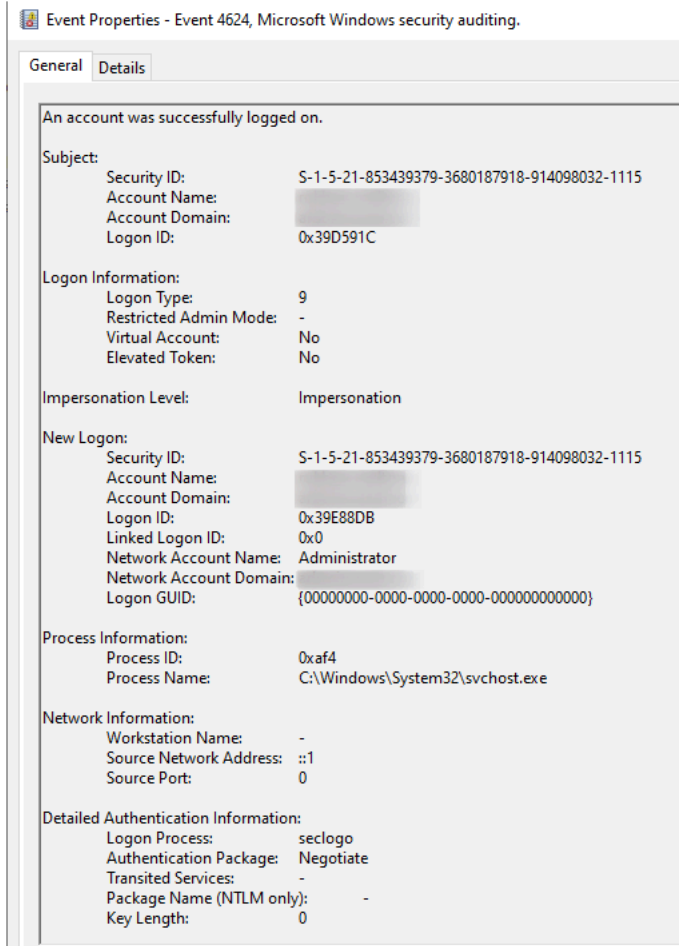 Event Properties - Event 4624, Microsoft Windows security auditing.
General Details
An account was successfully logged on.
Subject:
Security ID: S-1-5-21-853439379-3680187918-914098032-1115
Account Name:
Account Domain:
Logon ID: 0x39D591C
Logon Information:
Logon Type: 9
Restricted Admin Mode: -
Virtual Account: No
Elevated Token: No
Impersonation Level: Impersonation
New Logon:
Security ID: S-1-5-21-853439379-3680187918-914098032-1115
Account Name:
Account Domain:
Logon ID: 0x39E88DB
Linked Logon ID: 0x0
Network Account Name: Administrator
Network Account Domain:
Logon GUID: {00000000-0000-0000-0000-000000000000}
Process Information:
Process ID: 0xaf4
Process Name: C:\Windows\System32\svchost.exe
Network Information:
Workstation Name: -
Source Network Address: ::1
Source Port: 0
Detailed Authentication Information:
Logon Process: seclogo
Authentication Package: Negotiate
Transited Services: -
Package Name (NTLM only): -
Key Length: 0